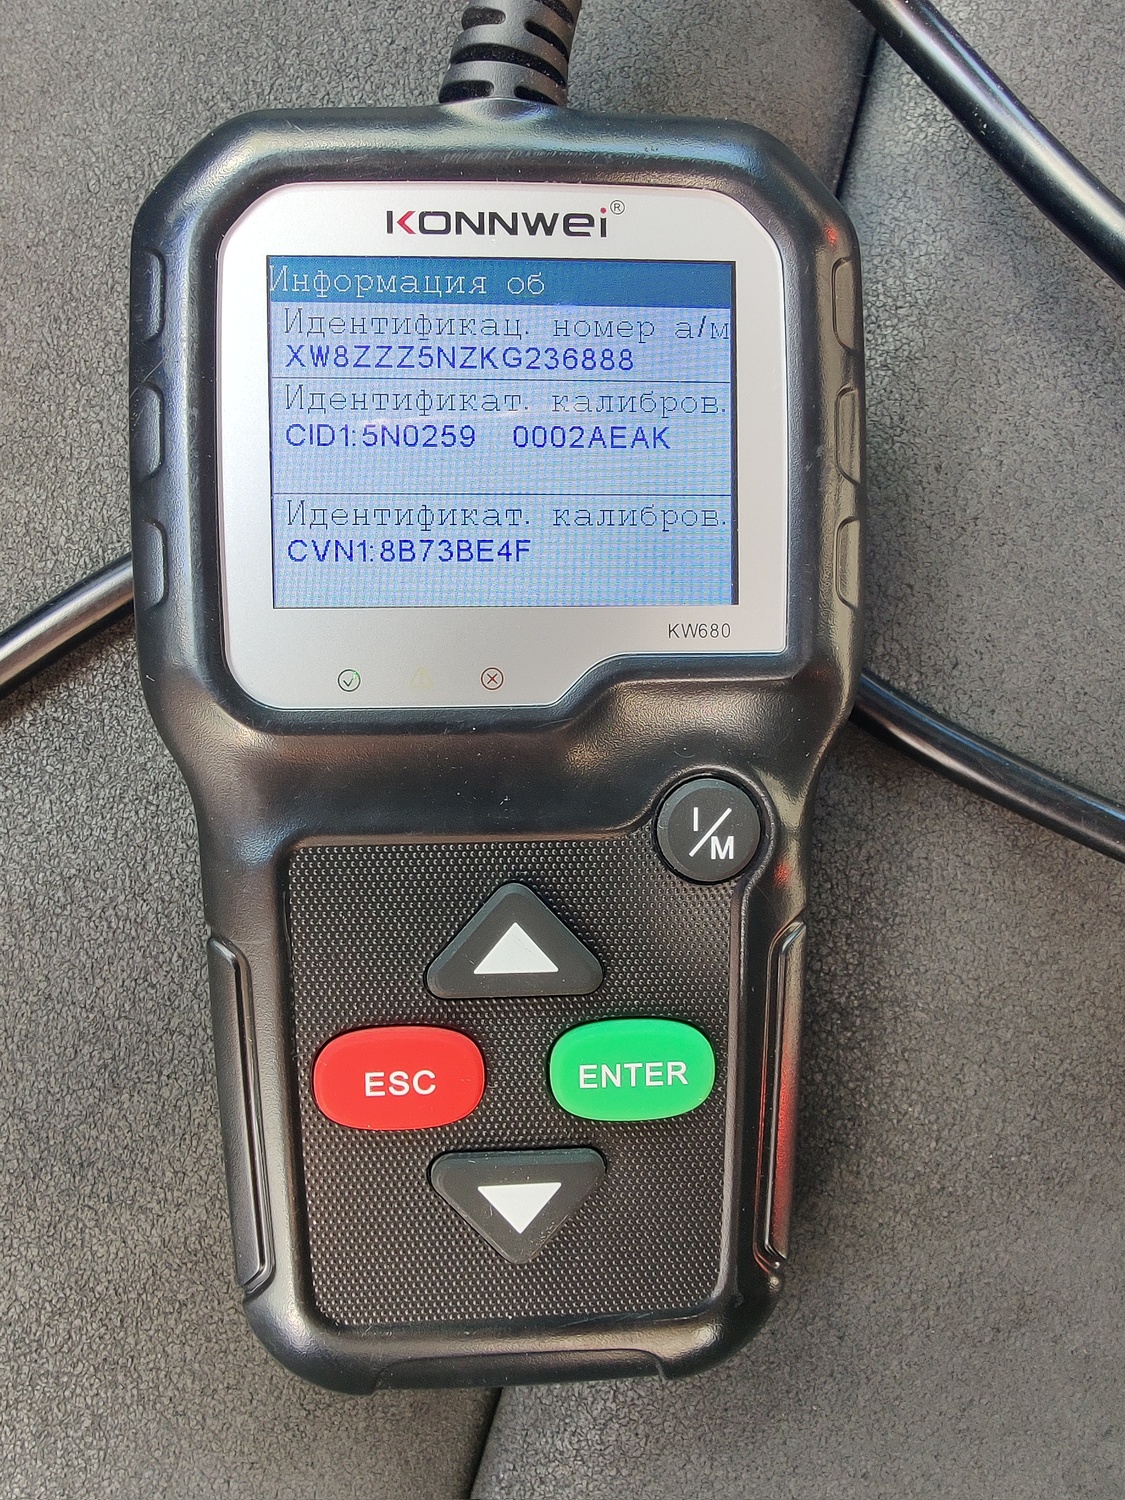 KONNWEI®
Информация об
Идентификац. номер а/м
XW8ZZZ5NZKG236888
Идентификат. калибров.
CID1:5N0259 0002AEAK
Идентификат. калибров.
CVN1:8B73BE4F
KW680
I/M
ESC
ENTER